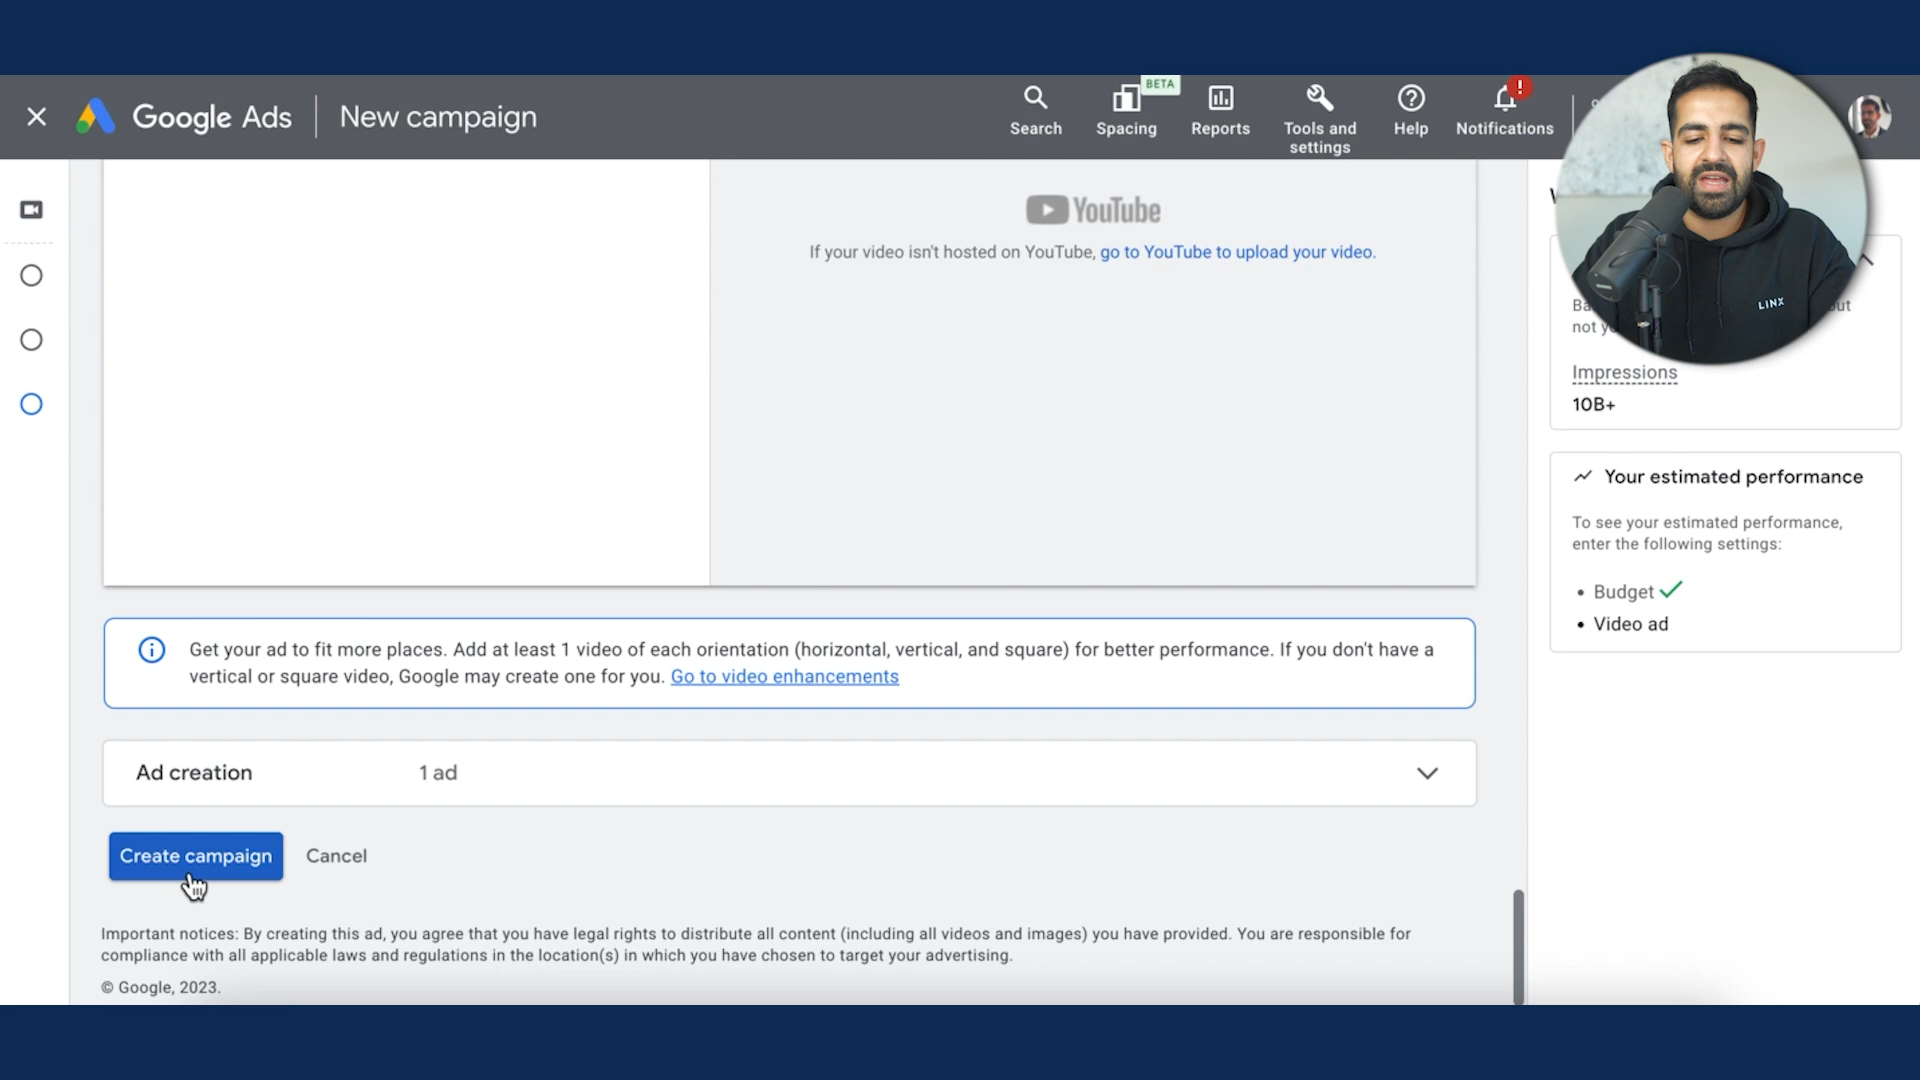 Google Ads
New campaign
Search
BETA
Spacing
Reports
Tools and
settings
Help
!
Notifications
YouTube
If your video isn't hosted on YouTube, go to YouTube to upload your video.
LINX
not
Impressions
10B+
Your estimated performance
To see your estimated performance,
enter the following settings:
• Budget
• Video ad
Get your ad to fit more places. Add at least 1 video of each orientation (horizontal, vertical, and square) for better performance. If you don't have a
vertical or square video, Google may create one for you. Go to video enhancements
Ad creation
1 ad
Create campaign
Cancel
Important notices: By creating this ad, you agree that you have legal rights to distribute all content (including all videos and images) you have provided. You are responsible for
compliance with all applicable laws and regulations in the location(s) in which you have chosen to target your advertising.
© Google, 2023.